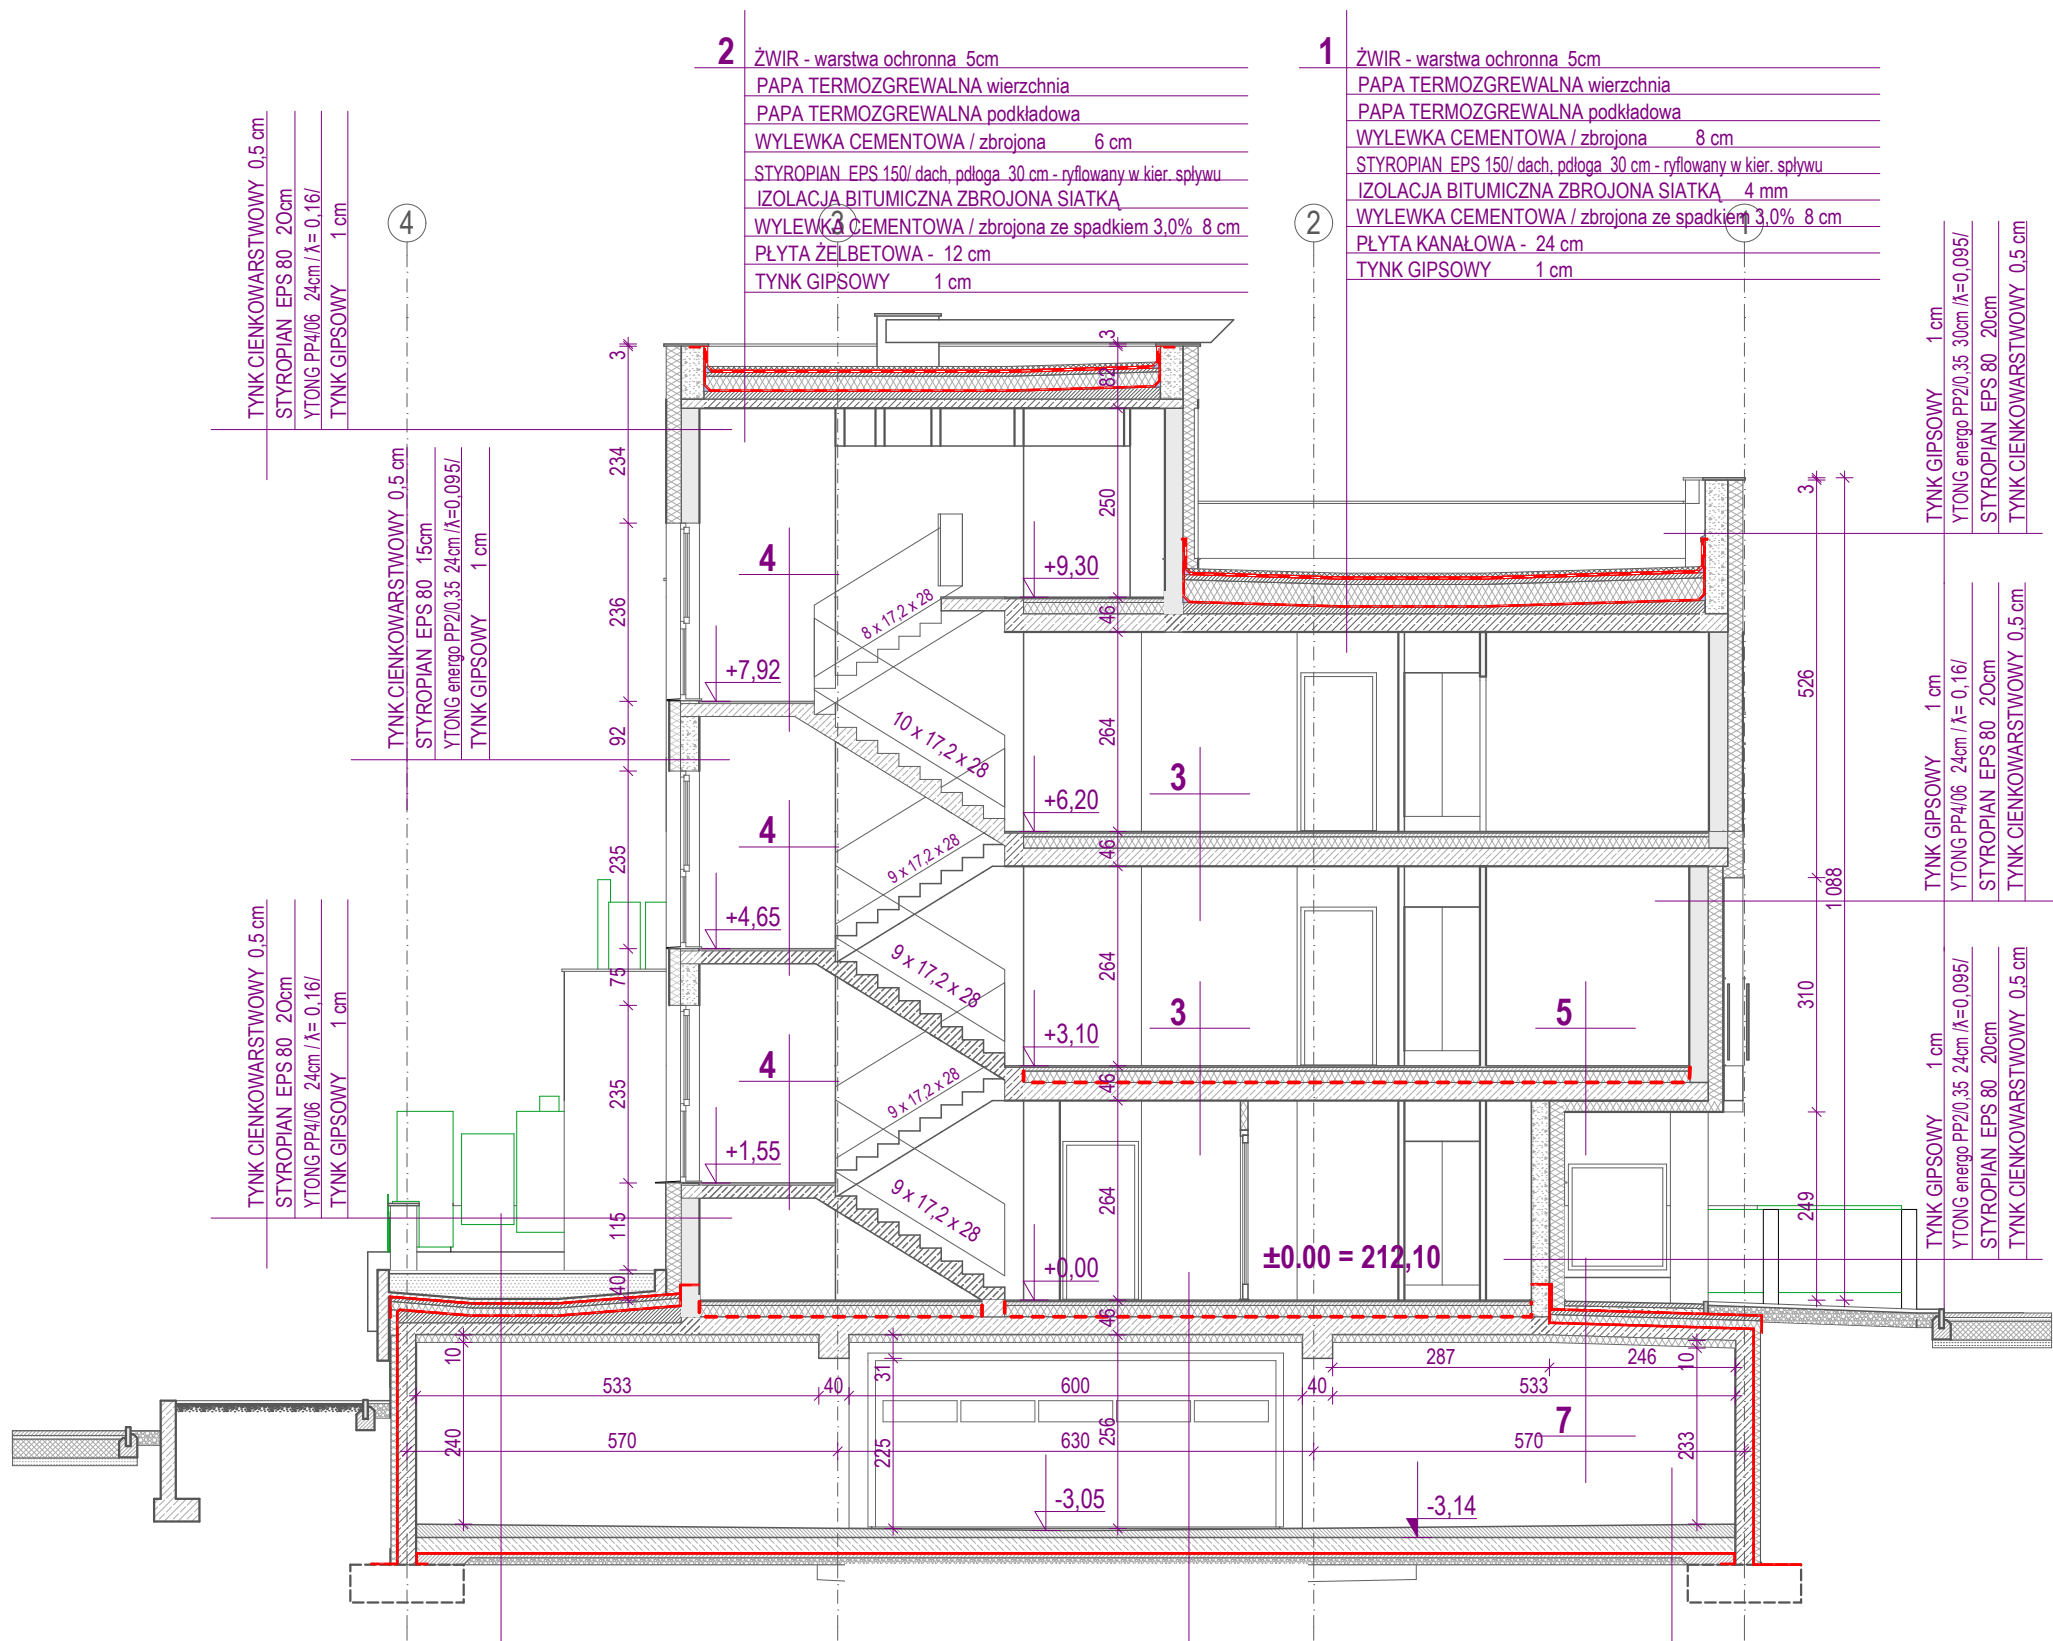 2
ŻWIR - warstwa ochronna 5cm
PAPA TERMOZGREWALNA wierzchnia
PAPA TERMOZGREWALNA podkładowa
WYLEWKA CEMENTOWA / zbrojona 6 cm
STYROPIAN EPS 150/ dach, pdłoga 30 cm - ryflowany w kier. spływu
IZOLACJA BITUMICZNA ZBROJONA SIATKĄ
WYLEWKA CEMENTOWA / zbrojona ze spadkiem 3,0% 8 cm
PŁYTA ŻELBETOWA - 12 cm
TYNK GIPSOWY 1 cm
1
ŻWIR - warstwa ochronna 5cm
PAPA TERMOZGREWALNA wierzchnia
PAPA TERMOZGREWALNA podkładowa
WYLEWKA CEMENTOWA / zbrojona 8 cm
STYROPIAN EPS 150/ dach, pdłoga 30 cm - ryflowany w kier. spływu
IZOLACJA BITUMICZNA ZBROJONA SIATKĄ 4 mm
WYLEWKA CEMENTOWA / zbrojona ze spadkiem 3,0% 8 cm
PŁYTA KANAŁOWA - 24 cm
TYNK GIPSOWY 1 cm
4
3
2
1
TYNK CIENKOWARSTWOWY 0,5 cm
STYROPIAN EPS 80 20cm
YTONG PP4/06 24cm / λ= 0,16/
TYNK GIPSOWY 1 cm
TYNK CIENKOWARSTWOWY 0,5 cm
STYROPIAN EPS 80 15cm
YTONG energo PP2/0,35 24cm /λ=0,095/
TYNK GIPSOWY 1 cm
TYNK CIENKOWARSTWOWY 0,5 cm
STYROPIAN EPS 80 20cm
YTONG PP4/06 24cm / λ= 0,16/
TYNK GIPSOWY 1 cm
TYNK GIPSOWY 1 cm
YTONG energo PP2/0,35 30cm /λ=0,095/
STYROPIAN EPS 80 20cm
TYNK CIENKOWARSTWOWY 0,5 cm
TYNK GIPSOWY 1 cm
YTONG PP4/06 24cm / λ= 0,16/
STYROPIAN EPS 80 20cm
TYNK CIENKOWARSTWOWY 0,5 cm
TYNK GIPSOWY 1 cm
YTONG energo PP2/0,35 24cm /λ=0,095/
STYROPIAN EPS 80 20cm
TYNK CIENKOWARSTWOWY 0,5 cm
3
234
236
92
235
75
235
115
40
3
82
250
46
264
46
264
46
264
46
256
3
526
310
249
1 088
4
+9,30
8 x 17,2 x 28
+7,92
10 x 17,2 x 28
3
+6,20
4
9 x 17,2 x 28
+4,65
9 x 17,2 x 28
3
5
+3,10
4
9 x 17,2 x 28
+1,55
9 x 17,2 x 28
+0,00
±0.00 = 212,10
10
31
287
246
10
533
40
600
40
533
7
240
570
225
630
570
233
-3,05
-3,14